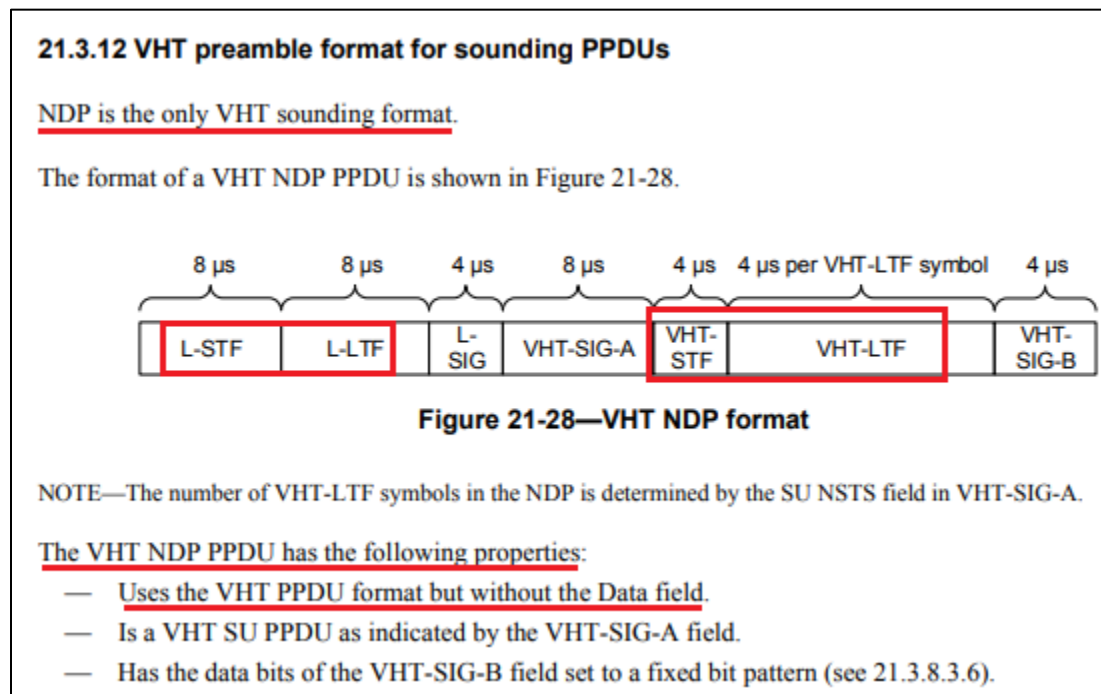 21.3.12 VHT preamble format for sounding PPDUs
NDP is the only VHT sounding format.
The format of a VHT NDP PPDU is shown in Figure 21-28.
8 µs 8 µs 4 µs 8 µs 4 µs 4 µs per VHT-LTF symbol 4 µs
L-STF L-LTF L-SIG VHT-SIG-A VHT-STF VHT-LTF VHT-SIG-B
Figure 21-28—VHT NDP format
NOTE—The number of VHT-LTF symbols in the NDP is determined by the SU NSTS field in VHT-SIG-A.
The VHT NDP PPDU has the following properties:
— Uses the VHT PPDU format but without the Data field.
— Is a VHT SU PPDU as indicated by the VHT-SIG-A field.
— Has the data bits of the VHT-SIG-B field set to a fixed bit pattern (see 21.3.8.3.6).